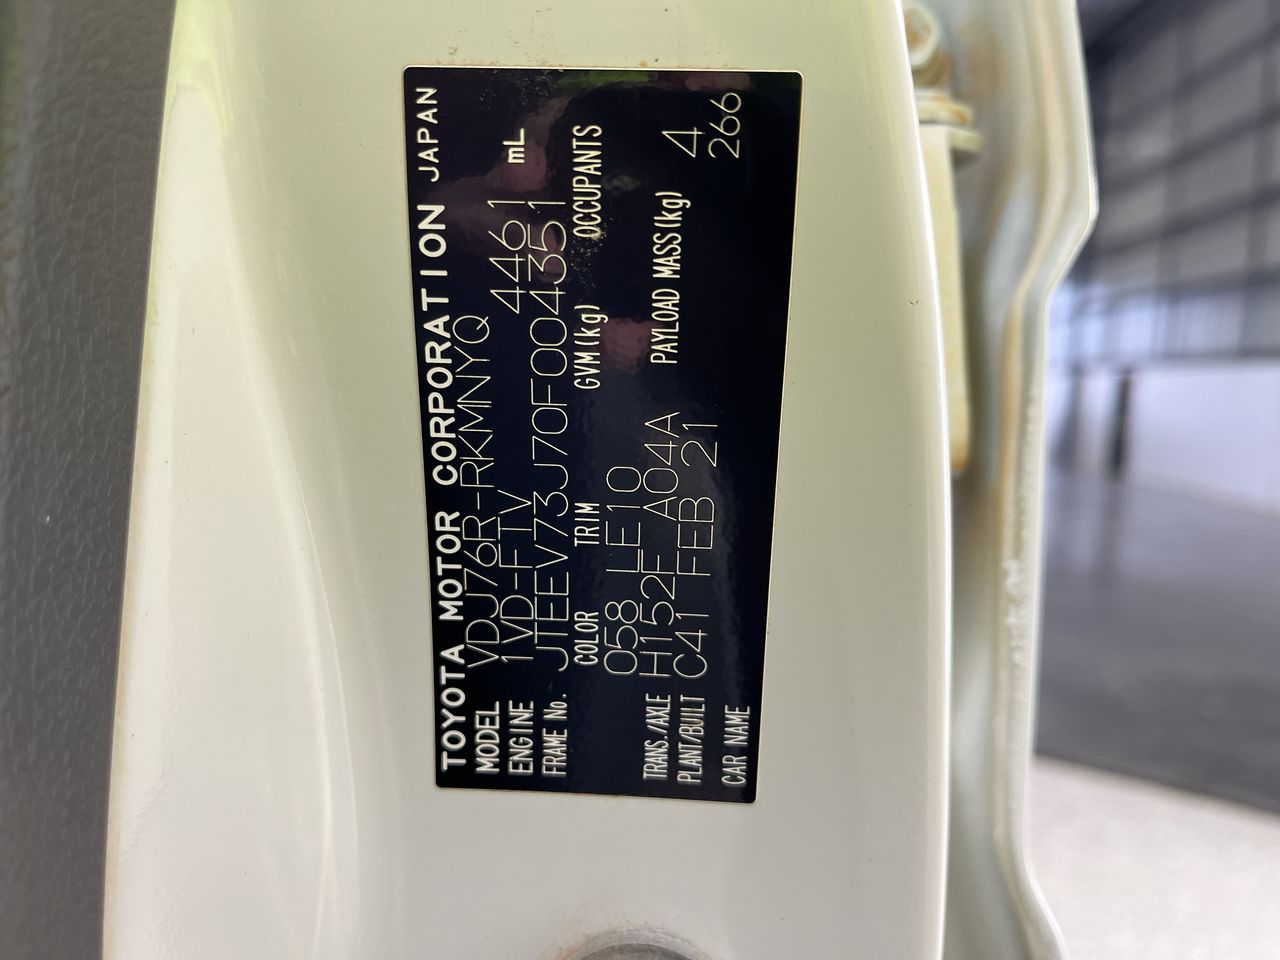 TOYOTA MOTOR CORPORATION JAPAN
MODEL VDJ76R-RKMNYQ
ENGINE 1VD-FTV 4461 mL
FRAME No. JTEEV73J70F004351
COLOR TRIM GVM(kg) OCCUPANTS
058 LE10 4
TRANS./AXLE H152F A04A PAYLOAD MASS(kg) 266
PLANT/BUILT C41 FEB 21
CAR NAME